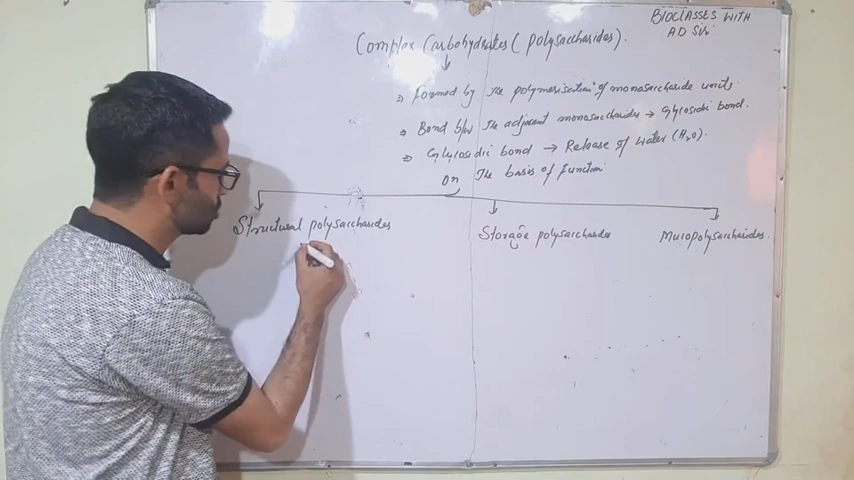 BIOCLASSES WITH
AD Sir
Complex Carbohydrates (polysaccharides).
↓
⇒ Formed by the polymerisation of monosaccharide units
⇒ Bond b/w the adjacent monosaccharides → Glycosidic bond.
⇒ Glycosidic bond → Release of water (H₂O).
On the basis of function
Structural polysaccharides
Storage polysaccharides
Mucopolysaccharides.